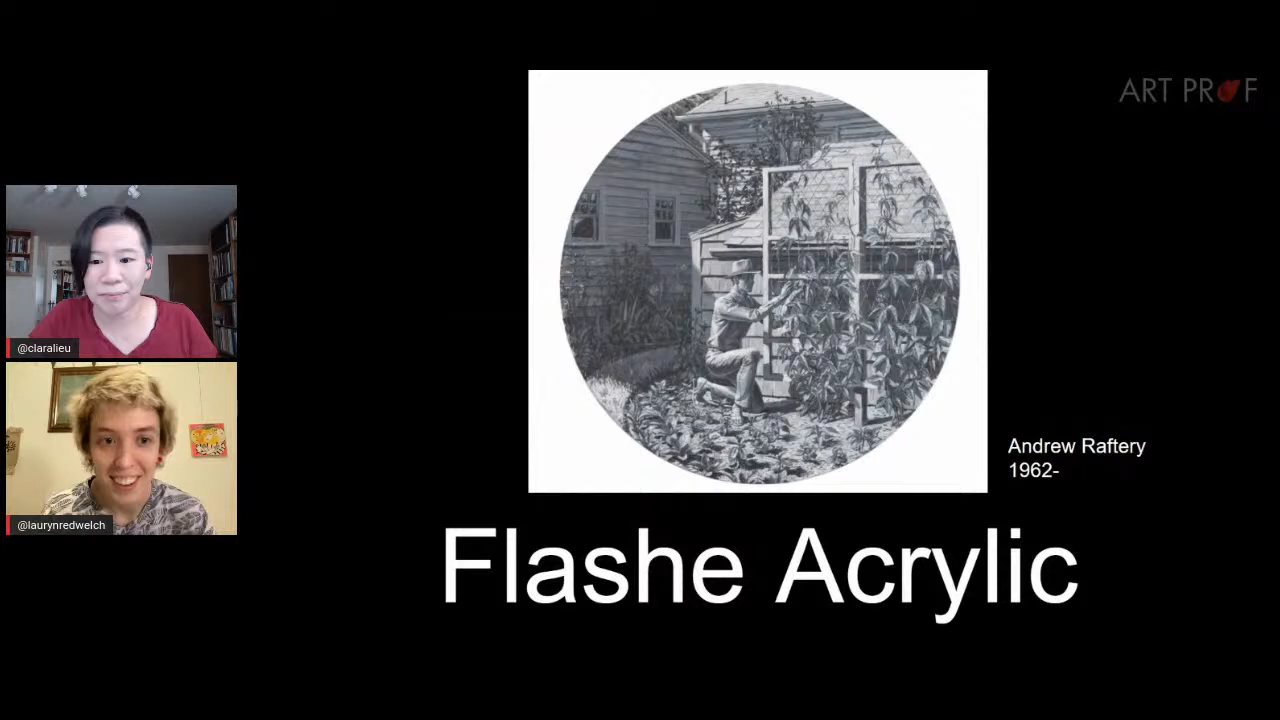 ART PROF
@claralieu
@laurynredwelch
Andrew Raftery
1962-
Flashe Acrylic